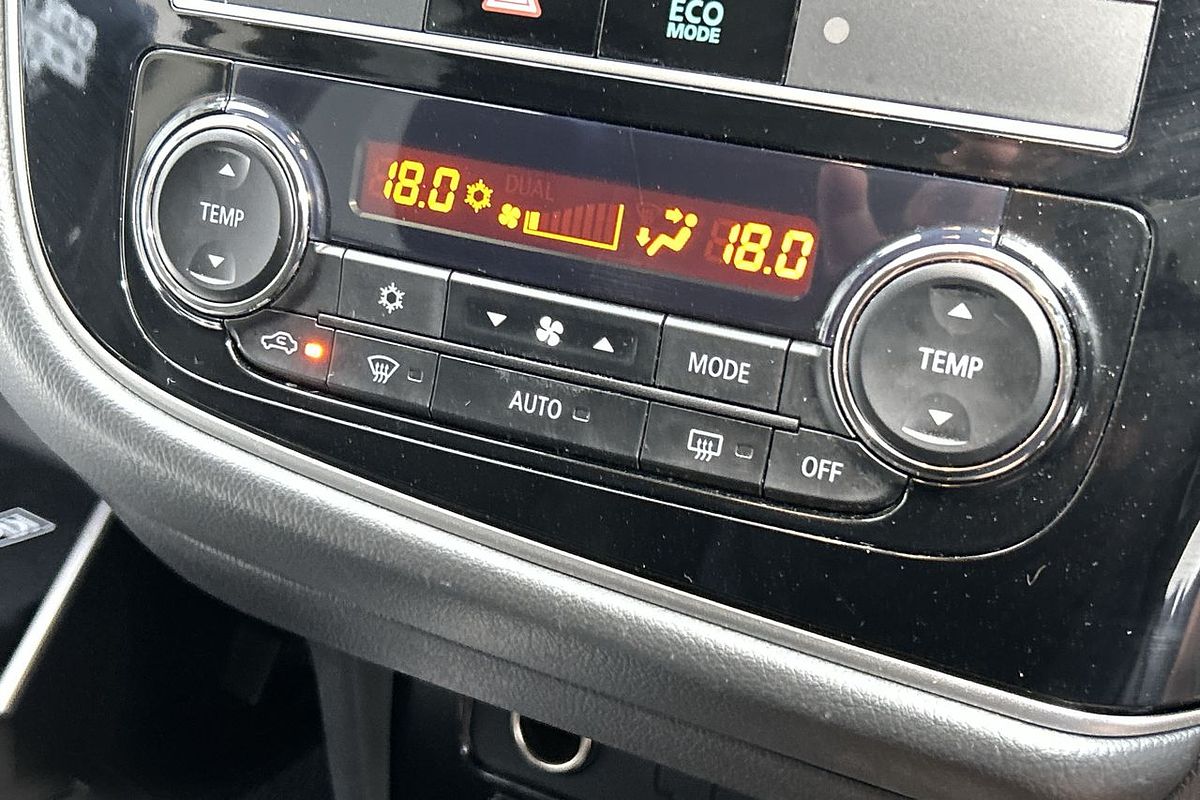 ECO
MODE
TEMP
18.0 DUAL 18.0
MODE
TEMP
AUTO
OFF